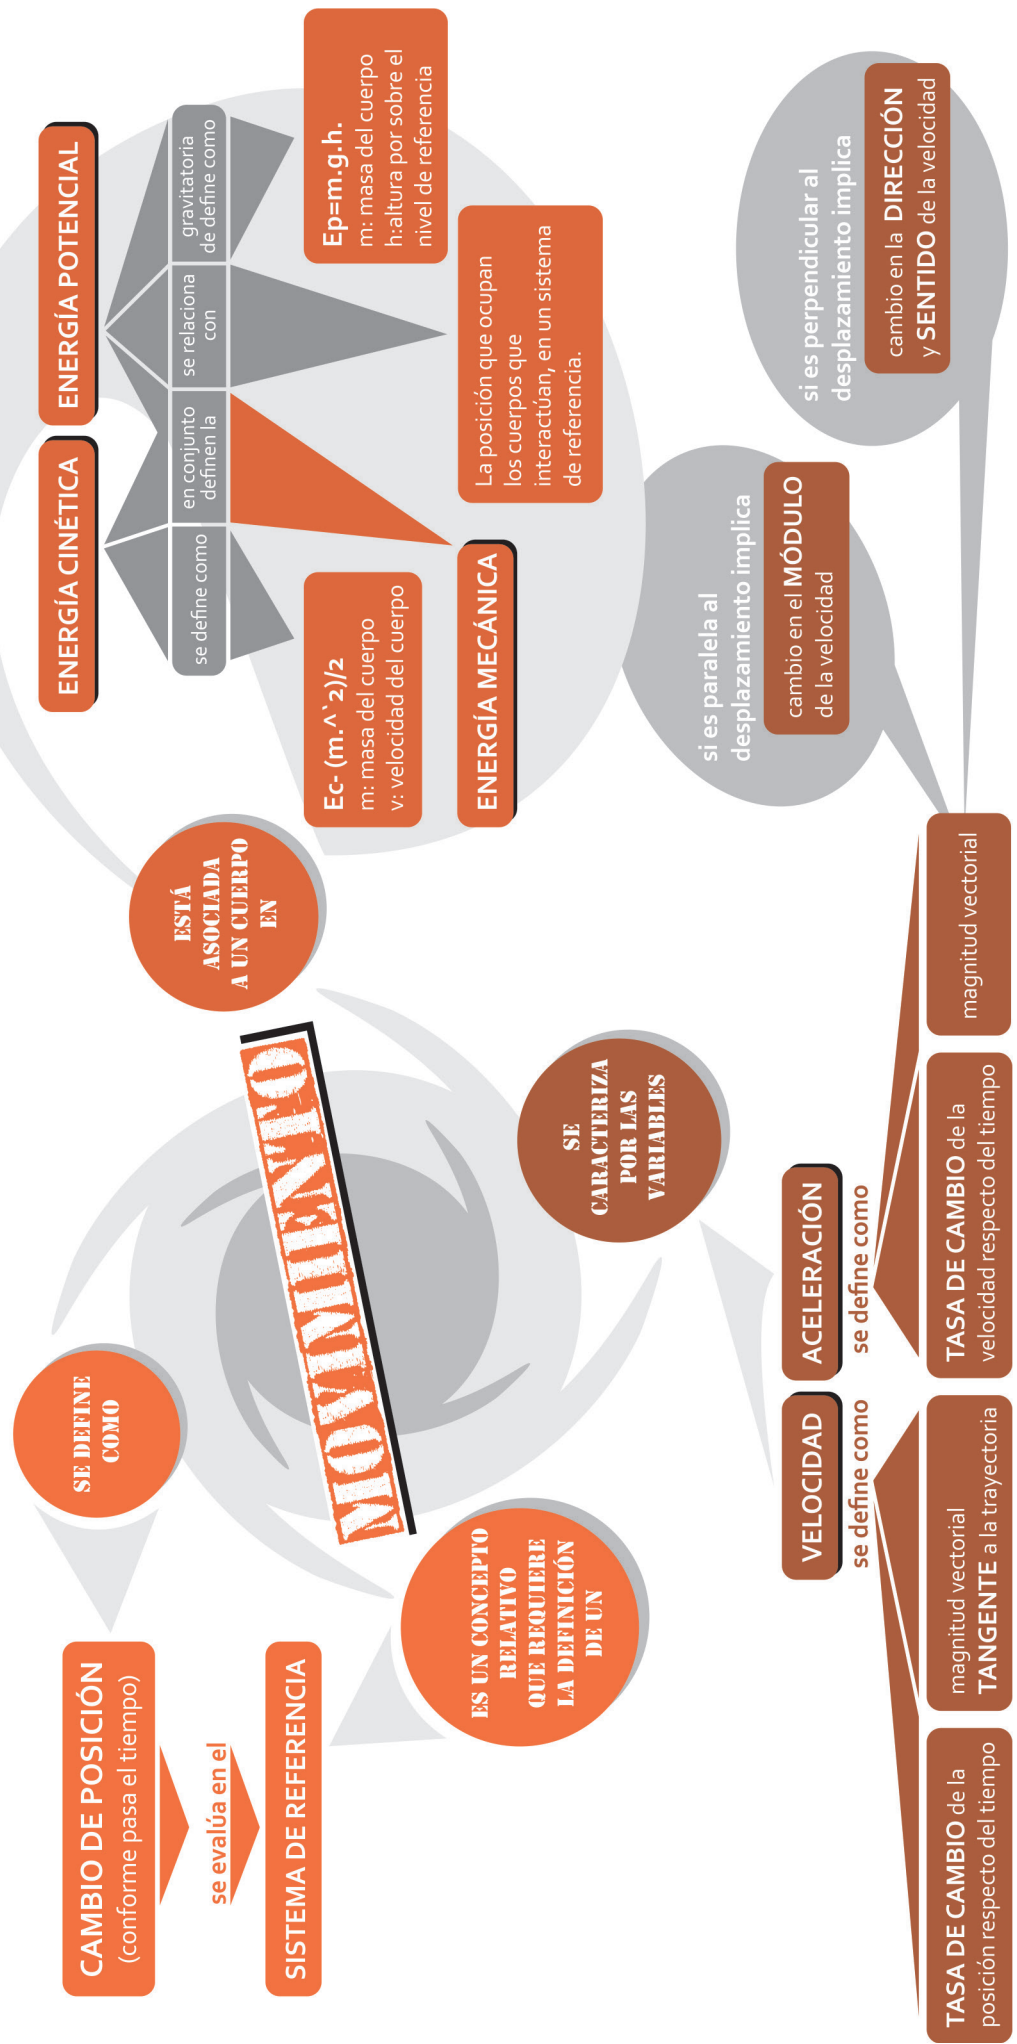 CAMBIO DE POSICIÓN
(conforme pasa el tiempo)
se evalúa en el
SISTEMA DE REFERENCIA
SE DEFINE
COMO
ES UN CONCEPTO
RELATIVO
QUE REQUIERE
LA DEFINICIÓN
DE UN
MOVIMIENTO
ESTÁ
ASOCIADA
A UN CUERPO
EN
SE
CARACTERIZA
POR LAS
VARIABLES
ENERGÍA CINÉTICA
ENERGÍA POTENCIAL
se define como
en conjunto
definen la
se relaciona
con
gravitatoria
de define como
Ec- (m.^`2)/2
m: masa del cuerpo
v: velocidad del cuerpo
Ep=m.g.h.
m: masa del cuerpo
h:altura por sobre el
nivel de referencia
ENERGÍA MECÁNICA
La posición que ocupan
los cuerpos que
interactúan, en un sistema
de referencia.
VELOCIDAD
se define como
ACELERACIÓN
se define como
TASA DE CAMBIO de la
posición respecto del tiempo
magnitud vectorial
TANGENTE a la trayectoria
TASA DE CAMBIO de la
velocidad respecto del tiempo
magnitud vectorial
si es paralela al
desplazamiento implica
cambio en el MÓDULO
de la velocidad
si es perpendicular al
desplazamiento implica
cambio en la DIRECCIÓN
y SENTIDO de la velocidad